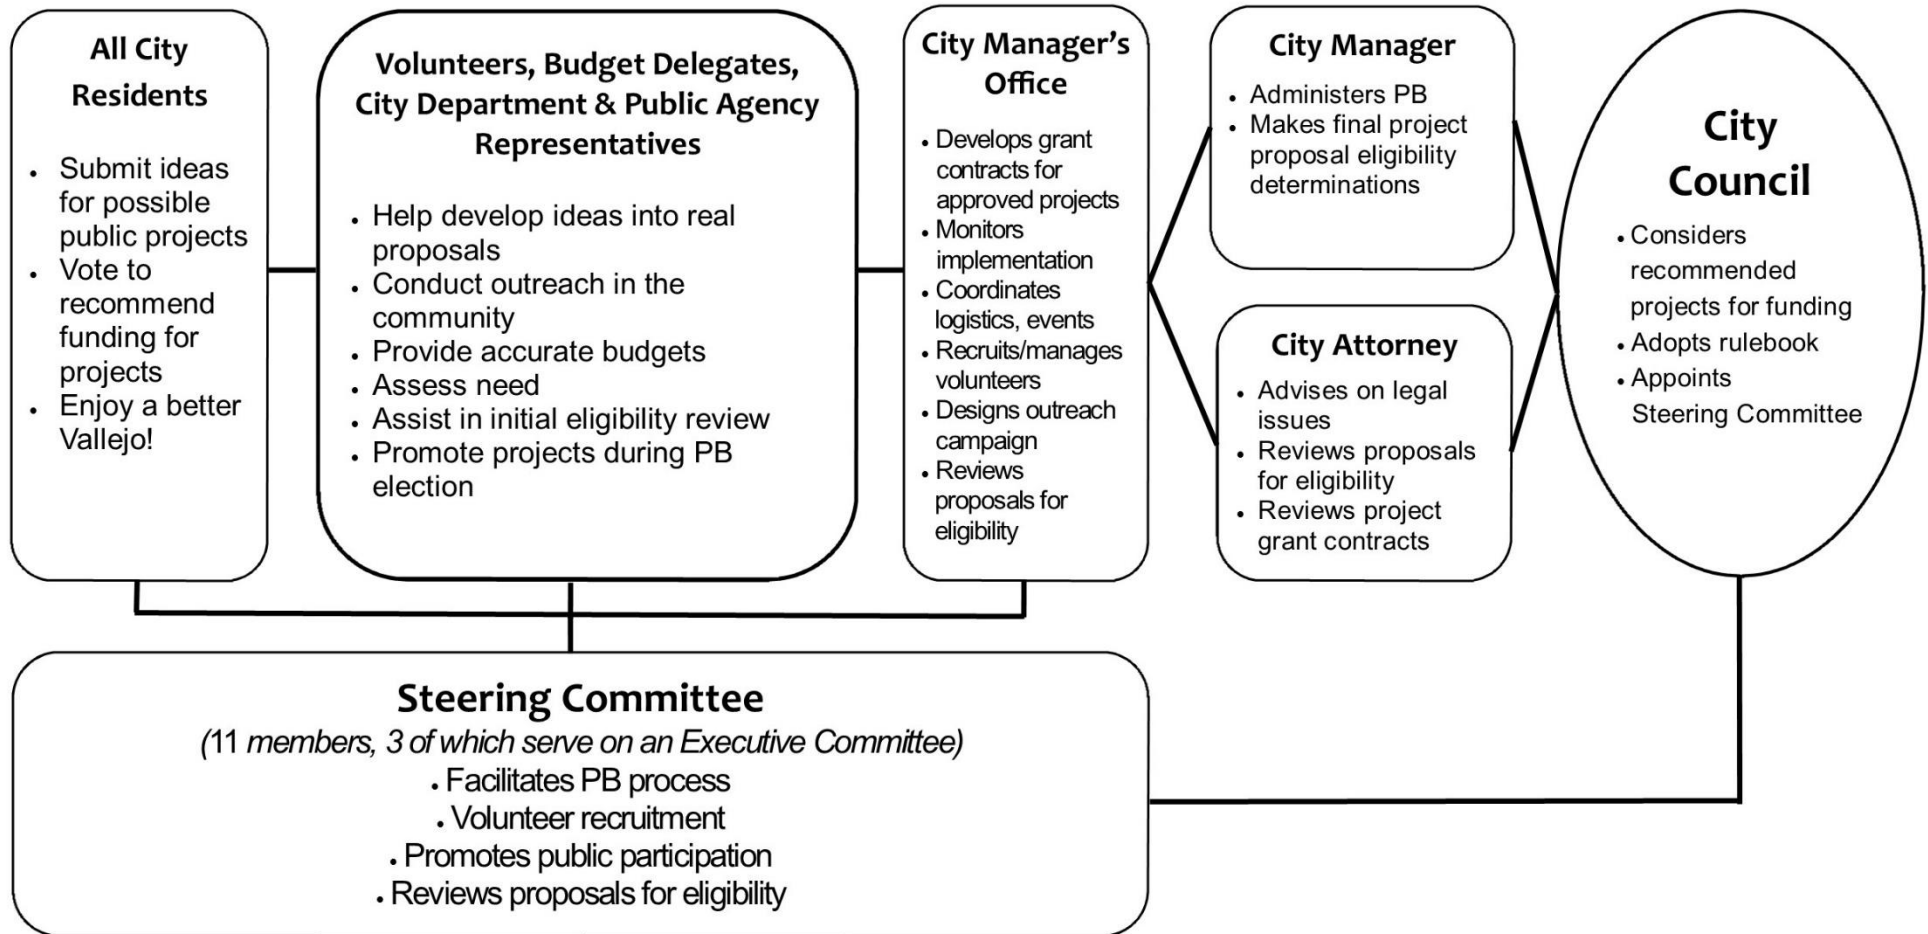 All City
Residents
• Submit ideas
for possible
public projects
• Vote to
recommend
funding for
projects
• Enjoy a better
Vallejo!
Volunteers, Budget Delegates,
City Department & Public Agency
Representatives
• Help develop ideas into real
proposals
• Conduct outreach in the
community
• Provide accurate budgets
• Assess need
• Assist in initial eligibility review
• Promote projects during PB
election
City Manager's
Office
• Develops grant
contracts for
approved projects
• Monitors
implementation
• Coordinates
logistics, events
• Recruits/manages
volunteers
• Designs outreach
campaign
• Reviews
proposals for
eligibility
City Manager
• Administers PB
• Makes final project
proposal eligibility
determinations
City Attorney
• Advises on legal
issues
• Reviews proposals
for eligibility
• Reviews project
grant contracts
City
Council
• Considers
recommended
projects for funding
• Adopts rulebook
• Appoints
Steering Committee
Steering Committee
(11 members, 3 of which serve on an Executive Committee)
• Facilitates PB process
• Volunteer recruitment
• Promotes public participation
• Reviews proposals for eligibility